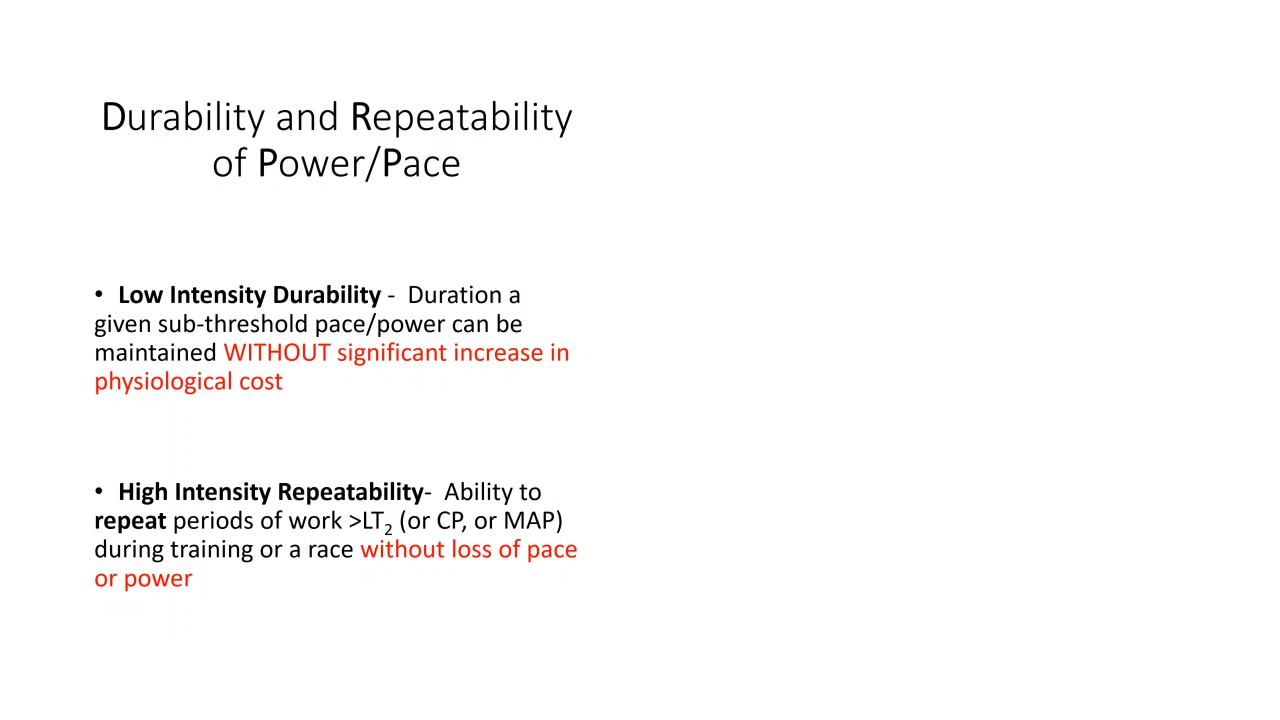 Durability and Repeatability
of Power/Pace
• Low Intensity Durability - Duration a
given sub-threshold pace/power can be
maintained WITHOUT significant increase in
physiological cost
• High Intensity Repeatability- Ability to
repeat periods of work >LT2 (or CP, or MAP)
during training or a race without loss of pace
or power